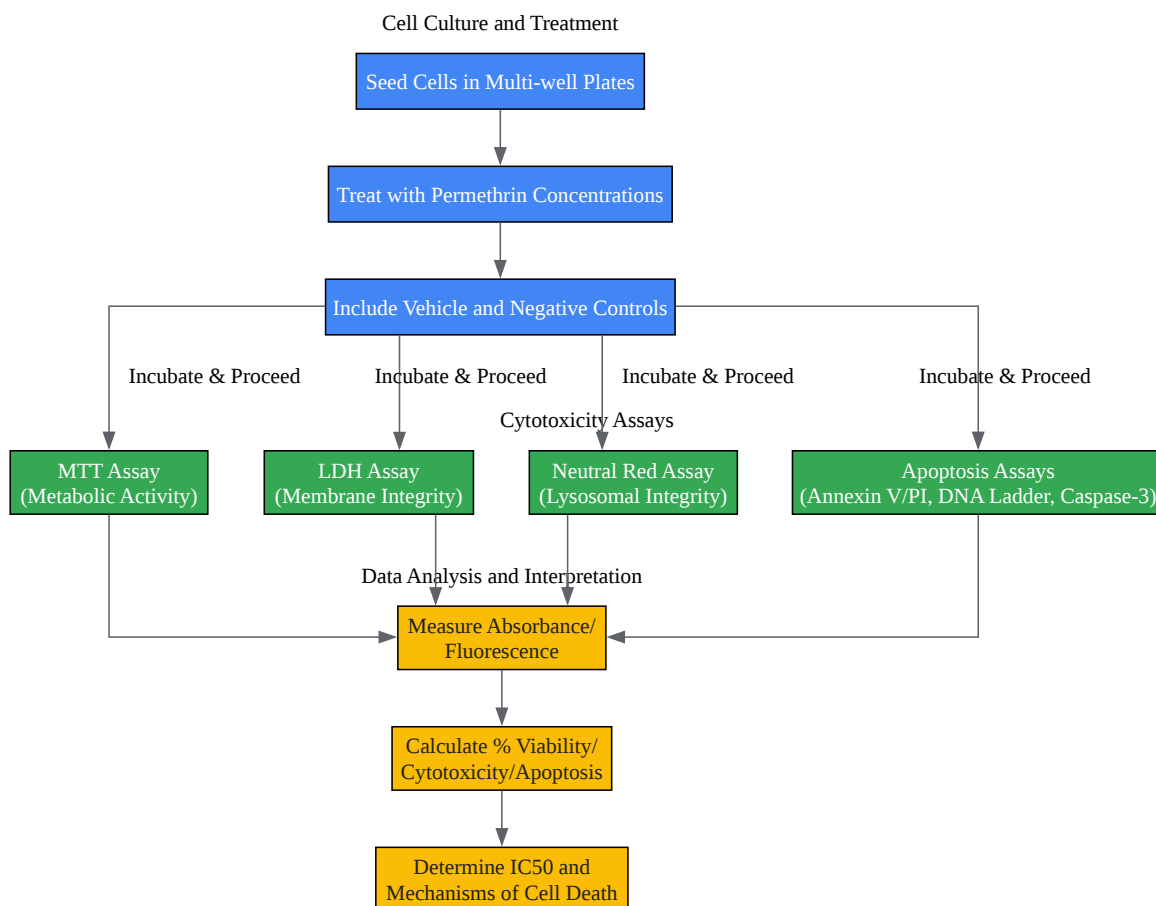 Cell Culture and Treatment
Seed Cells in Multi-well Plates
Treat with Permethrin Concentrations
Include Vehicle and Negative Controls
Incubate & Proceed
Incubate & Proceed
Incubate & Proceed
Incubate & Proceed
Cytotoxicity Assays
MTT Assay
(Metabolic Activity)
LDH Assay
(Membrane Integrity)
Neutral Red Assay
(Lysosomal Integrity)
Apoptosis Assays
(Annexin V/PI, DNA Ladder, Caspase-3)
Data Analysis and Interpretation
Measure Absorbance/
Fluorescence
Calculate % Viability/
Cytotoxicity/Apoptosis
Determine IC50 and
Mechanisms of Cell Death